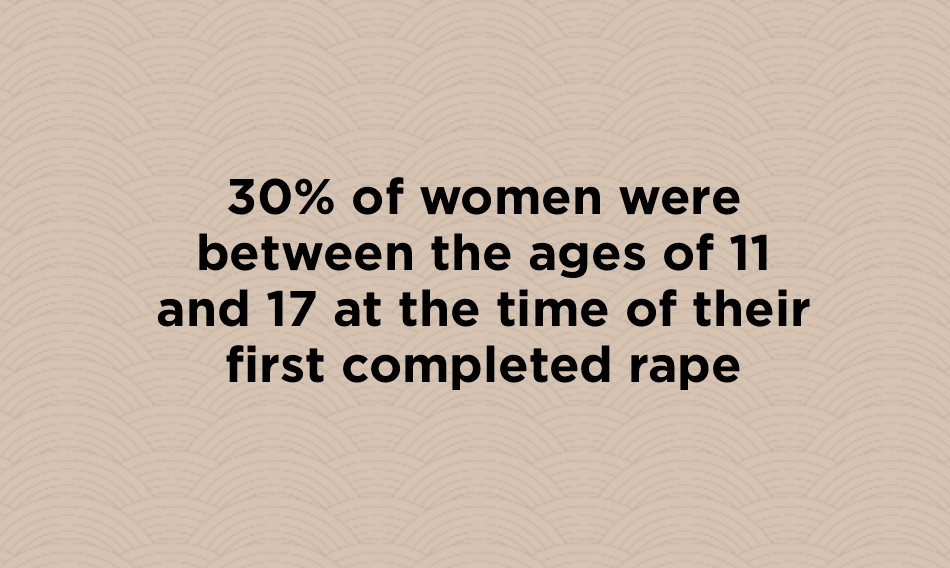 30% of women were
between the ages of 11
and 17 at the time of their
first completed rape